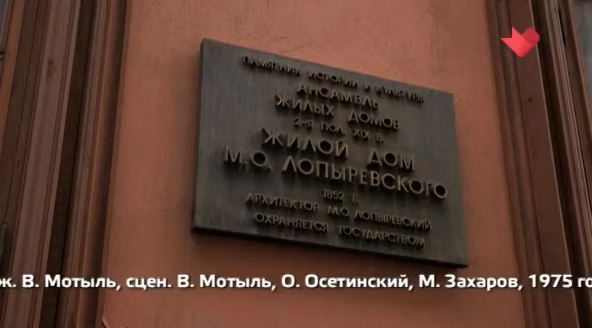 ПАМЯТНИК ИСТОРИИ И КУЛЬТУРЫ
АНСАМБЛЬ
ЖИЛЫХ ДОМОВ
2-Я ПОЛ. XIX В.
ЖИЛОЙ ДОМ
М.О. ЛОПЫРЕВСКОГО
1852 Г.
АРХИТЕКТОР М.О. ЛОПЫРЕВСКИЙ
ОХРАНЯЕТСЯ ГОСУДАРСТВОМ
ж. В. Мотыль, сцен. В. Мотыль, О. Осетинский, М. Захаров, 1975 го